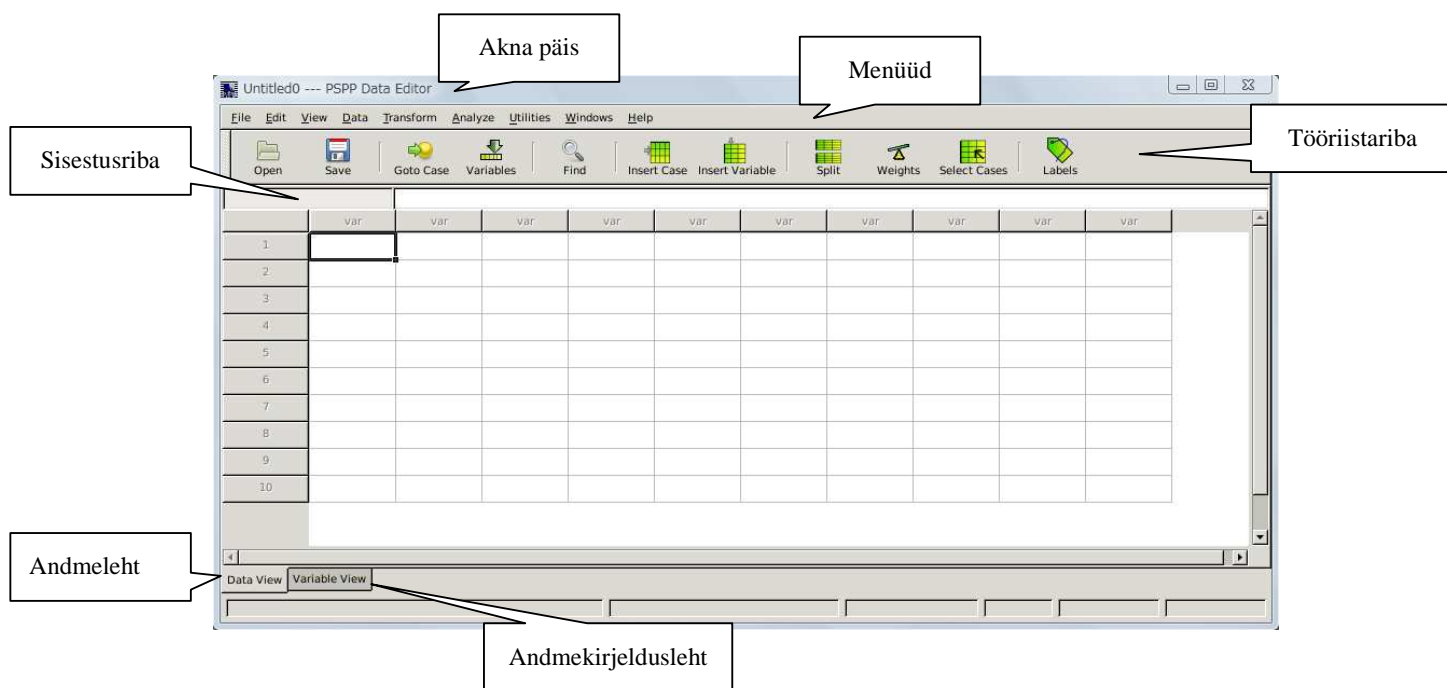 Akna päis
Menüüd
Untitled0 --- PSPP Data Editor
File Edit View Data Transform Analyze Utilities Windows Help
Tööriistariba
Sisestusriba
Open Save Goto Case Variables Find Insert Case Insert Variable Split Weights Select Cases Labels
var var var var var var var var var var
1
2
3
4
5
6
7
8
9
10
Andmeleht
Data View Variable View
Andmekirjeldusleht